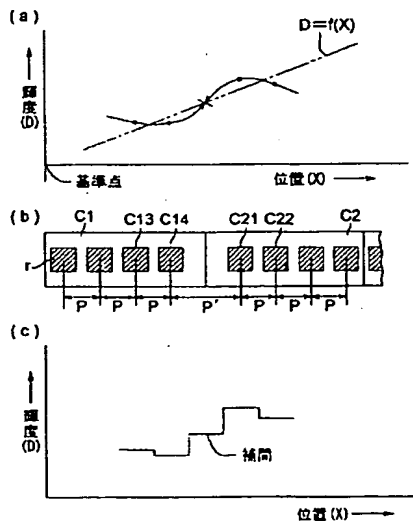 (a)
D=f(X)
輝度(D)
基準点
位置(X)
(b)
C1 C13 C14 C21 C22 C2
r
P P P P' P P P
(c)
輝度(D)
補間
位置(X)